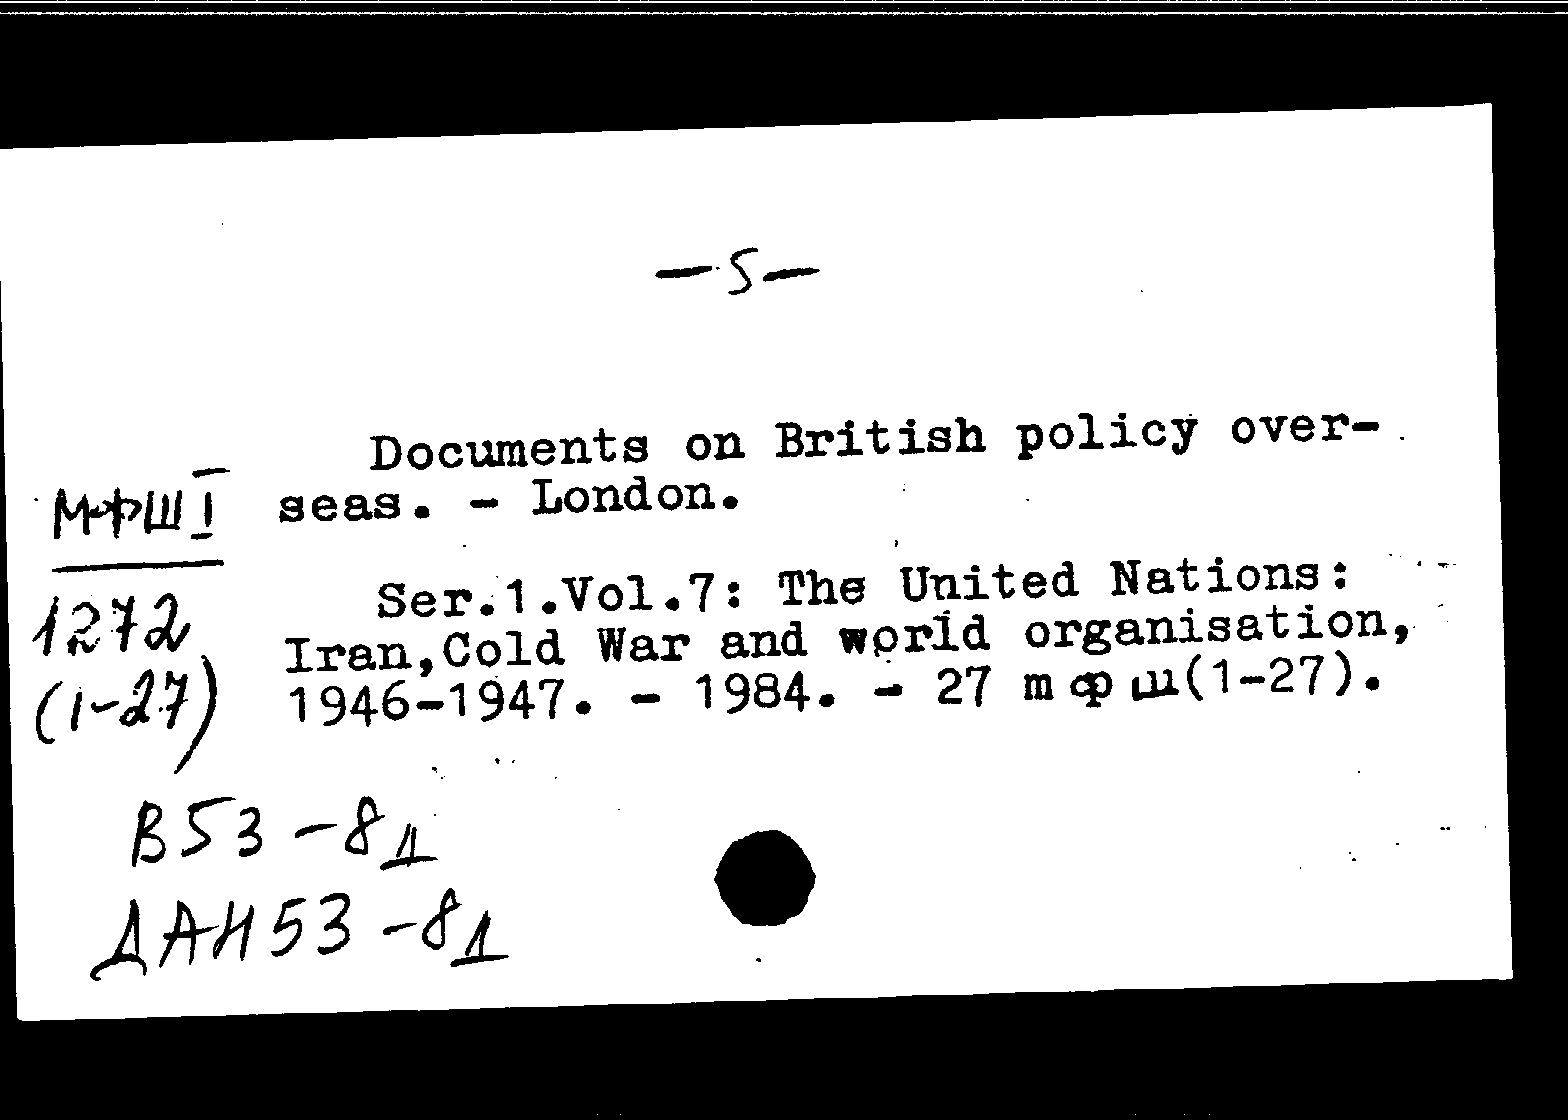 — 5 —
Documents on British policy over-
seas. - London.
МФШ I
1272
(1-27)
Ser.1.Vol.7: The United Nations:
Iran,Cold War and world organisation,
1946-1947. - 1984. - 27 мфш(1-27).
В53-8Д
ДАН53-8Д